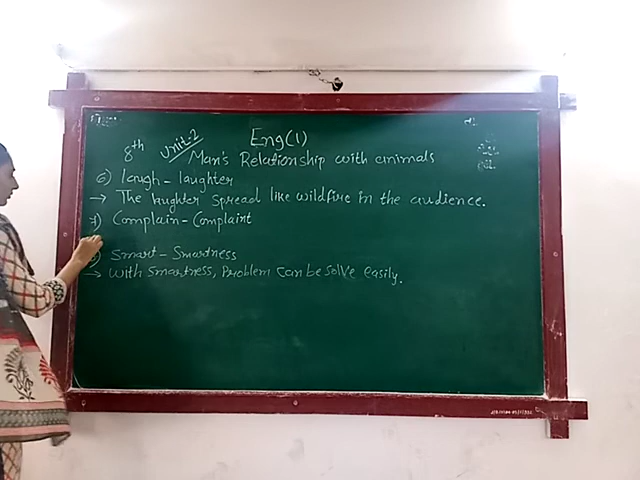 8th Unit-2 Eng(1)
Man's Relationship with animals
6) laugh - laughter
→ The laughter spread like wildfire in the audience.
7) Complain - Complaint
Smart - Smartness
→ With Smartness, Problem Can be Solve easily.